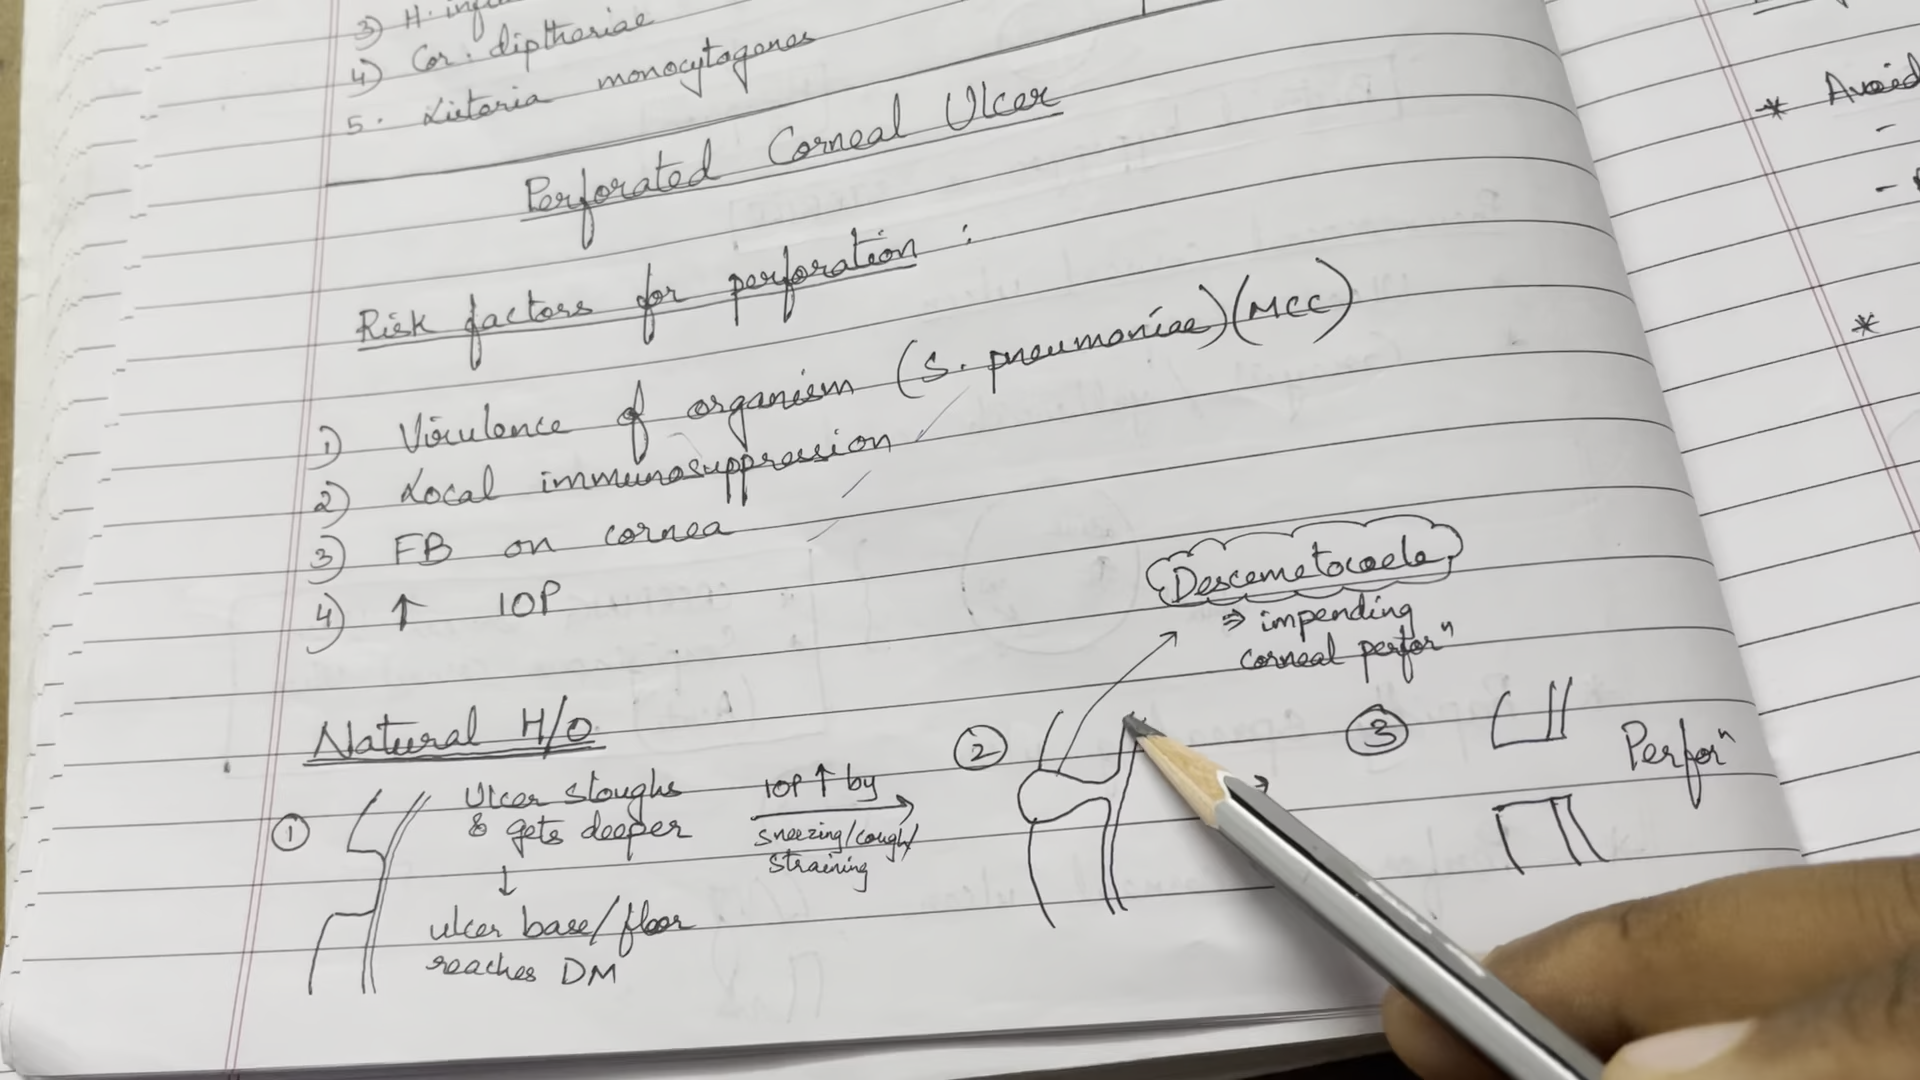 3) H. inf
4) Cor. diptheriae
5. Listeria monocytogenes
Perforated Corneal Ulcer
Risk factors for perforation :
1) Virulence of organism (S. pneumoniae) (MCC)
2) Local immunosuppression
3) FB on cornea
4) ↑ IOP
Descemetocoele
⇒ impending
corneal perforⁿ
Natural H/O
①
Ulcer sloughs
& gets deeper
↓
ulcer base/floor
reaches DM
IOP ↑ by
sneezing/cough/
straining
②
③
Perforⁿ
* Avoid
-
-
*